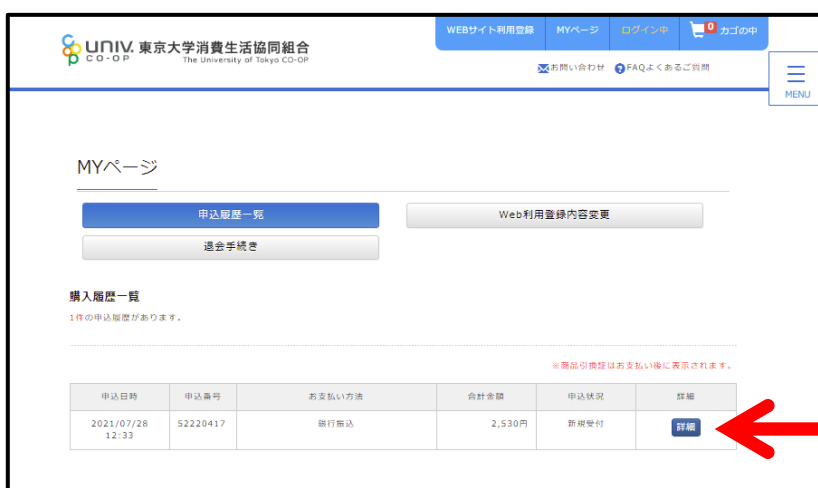 WEBサイト利用登録 MYページ ログイン中 0 カゴの中
UNIV. CO-OP 東京大学消費生活協同組合
The University of Tokyo CO-OP
お問い合わせ ?FAQよくあるご質問
MENU
MYページ
申込履歴一覧 Web利用登録内容変更
退会手続き
購入履歴一覧
1件の申込履歴があります。
※商品引換証はお支払い後に表示されます。
申込日時 申込番号 お支払い方法 合計金額 申込状況 詳細
2021/07/28 12:33 52220417 銀行振込 2,530円 新規受付 詳細